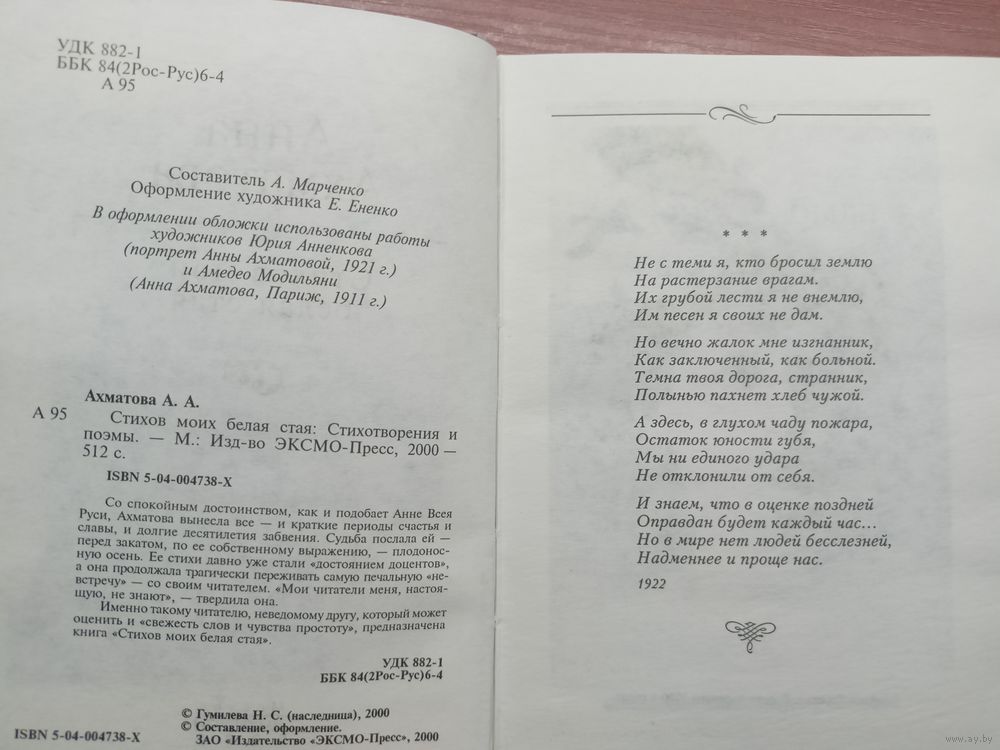 УДК 882-1
ББК 84(2Рос-Рус)6-4
А 95
Составитель А. Марченко
Оформление художника Е. Ененко
В оформлении обложки использованы работы
художников Юрия Анненкова
(портрет Анны Ахматовой, 1921 г.)
и Амедео Модильяни
(Анна Ахматова, Париж, 1911 г.)
Ахматова А. А.
А 95
Стихов моих белая стая: Стихотворения и
поэмы. — М.: Изд-во ЭКСМО-Пресс, 2000 —
512 с.
ISBN 5-04-004738-X
Со спокойным достоинством, как и подобает Анне Всея
Руси, Ахматова вынесла все — и краткие периоды счастья и
славы, и долгие десятилетия забвения. Судьба послала ей —
перед закатом, по ее собственному выражению, — плодонос-
ную осень. Ее стихи давно уже стали «достоянием доцентов»,
а она продолжала трагически переживать самую печальную «не-
встречу» — со своим читателем. «Мои читатели меня, настоя-
щую, не знают», — твердила она.
Именно такому читателю, неведомому другу, который может
оценить и «свежесть слов и чувства простоту», предназначена
книга «Стихов моих белая стая».
УДК 882-1
ББК 84(2Рос-Рус)6-4
© Гумилева Н. С. (наследница), 2000
© Составление, оформление.
ЗАО «Издательство «ЭКСМО-Пресс», 2000
ISBN 5-04-004738-X
* * *
Не с теми я, кто бросил землю
На растерзание врагам.
Их грубой лести я не внемлю,
Им песен я своих не дам.
Но вечно жалок мне изгнанник,
Как заключенный, как больной.
Темна твоя дорога, странник,
Полынью пахнет хлеб чужой.
А здесь, в глухом чаду пожара,
Остаток юности губя,
Мы ни единого удара
Не отклонили от себя.
И знаем, что в оценке поздней
Оправдан будет каждый час...
Но в мире нет людей бесслезней,
Надменнее и проще нас.
1922
www.ay.by